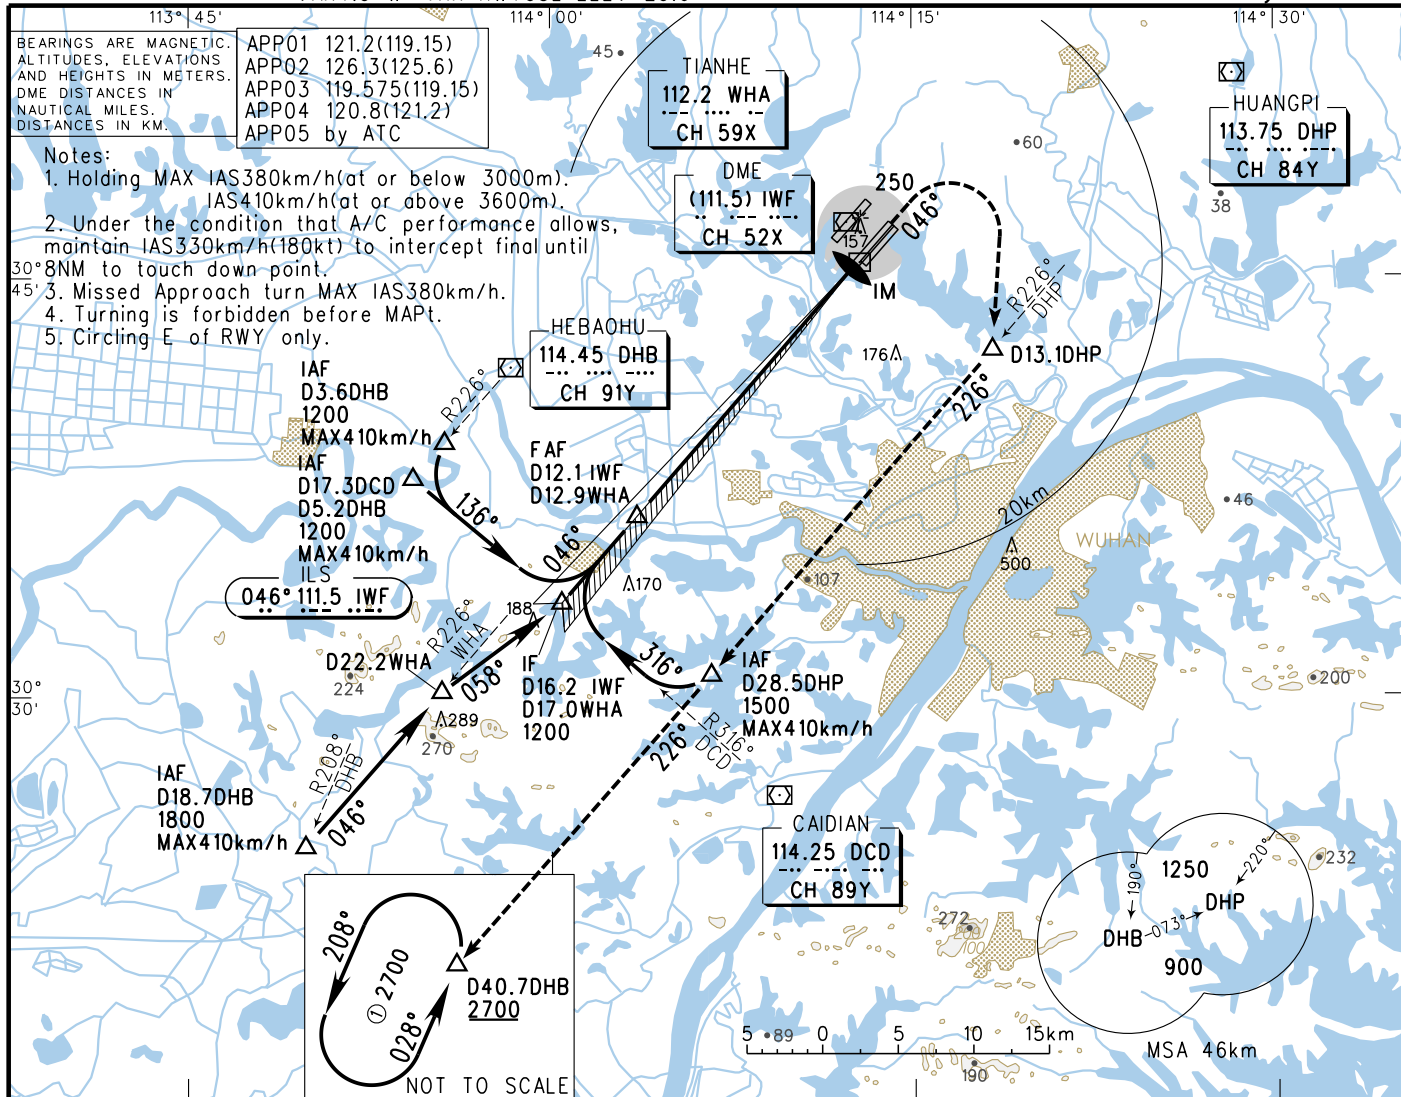 113°45'
114°00'
114°15'
114°30'
BEARINGS ARE MAGNETIC.
ALTITUDES, ELEVATIONS
AND HEIGHTS IN METERS.
DME DISTANCES IN
NAUTICAL MILES.
DISTANCES IN KM.
APP01 121.2(119.15)
APP02 126.3(125.6)
APP03 119.575(119.15)
APP04 120.8(121.2)
APP05 by ATC
Notes:
1. Holding MAX IAS380km/h(at or below 3000m).
IAS410km/h(at or above 3600m).
2. Under the condition that A/C performance allows,
maintain IAS330km/h(180kt) to intercept final until
8NM to touch down point.
3. Missed Approach turn MAX IAS380km/h.
4. Turning is forbidden before MAPt.
5. Circling E of RWY only.
30°
45'
45
TIANHE
112.2 WHA
CH 59X
DME
(111.5) IWF
CH 52X
HUANGPI
113.75 DHP
CH 84Y
60
38
250
046°
157
IM
R226°
DHP
D13.1DHP
176
226°
HEBAOHU
114.45 DHB
CH 91Y
R226°
IAF
D3.6DHB
1200
MAX410km/h
IAF
D17.3DCD
D5.2DHB
1200
MAX410km/h
136°
FAF
D12.1 IWF
D12.9WHA
046°
ILS
046° 111.5 IWF
20km
46
WUHAN
500
107
170
188
R226°
WHA
D22.2WHA
058°
224
289
270
IF
D16.2 IWF
D17.0WHA
1200
316°
IAF
D28.5DHP
1500
MAX410km/h
R316°
DCD
226°
200
30°
30'
R208°
DHB
IAF
D18.7DHB
1800
MAX410km/h
046°
CAIDIAN
114.25 DCD
CH 89Y
208°
① 2700
028°
D40.7DHB
2700
NOT TO SCALE
272
200
100
232
190°
1250
220°
DHP
DHB
073°
900
MSA 46km
5 0 5 10 15km
89
190